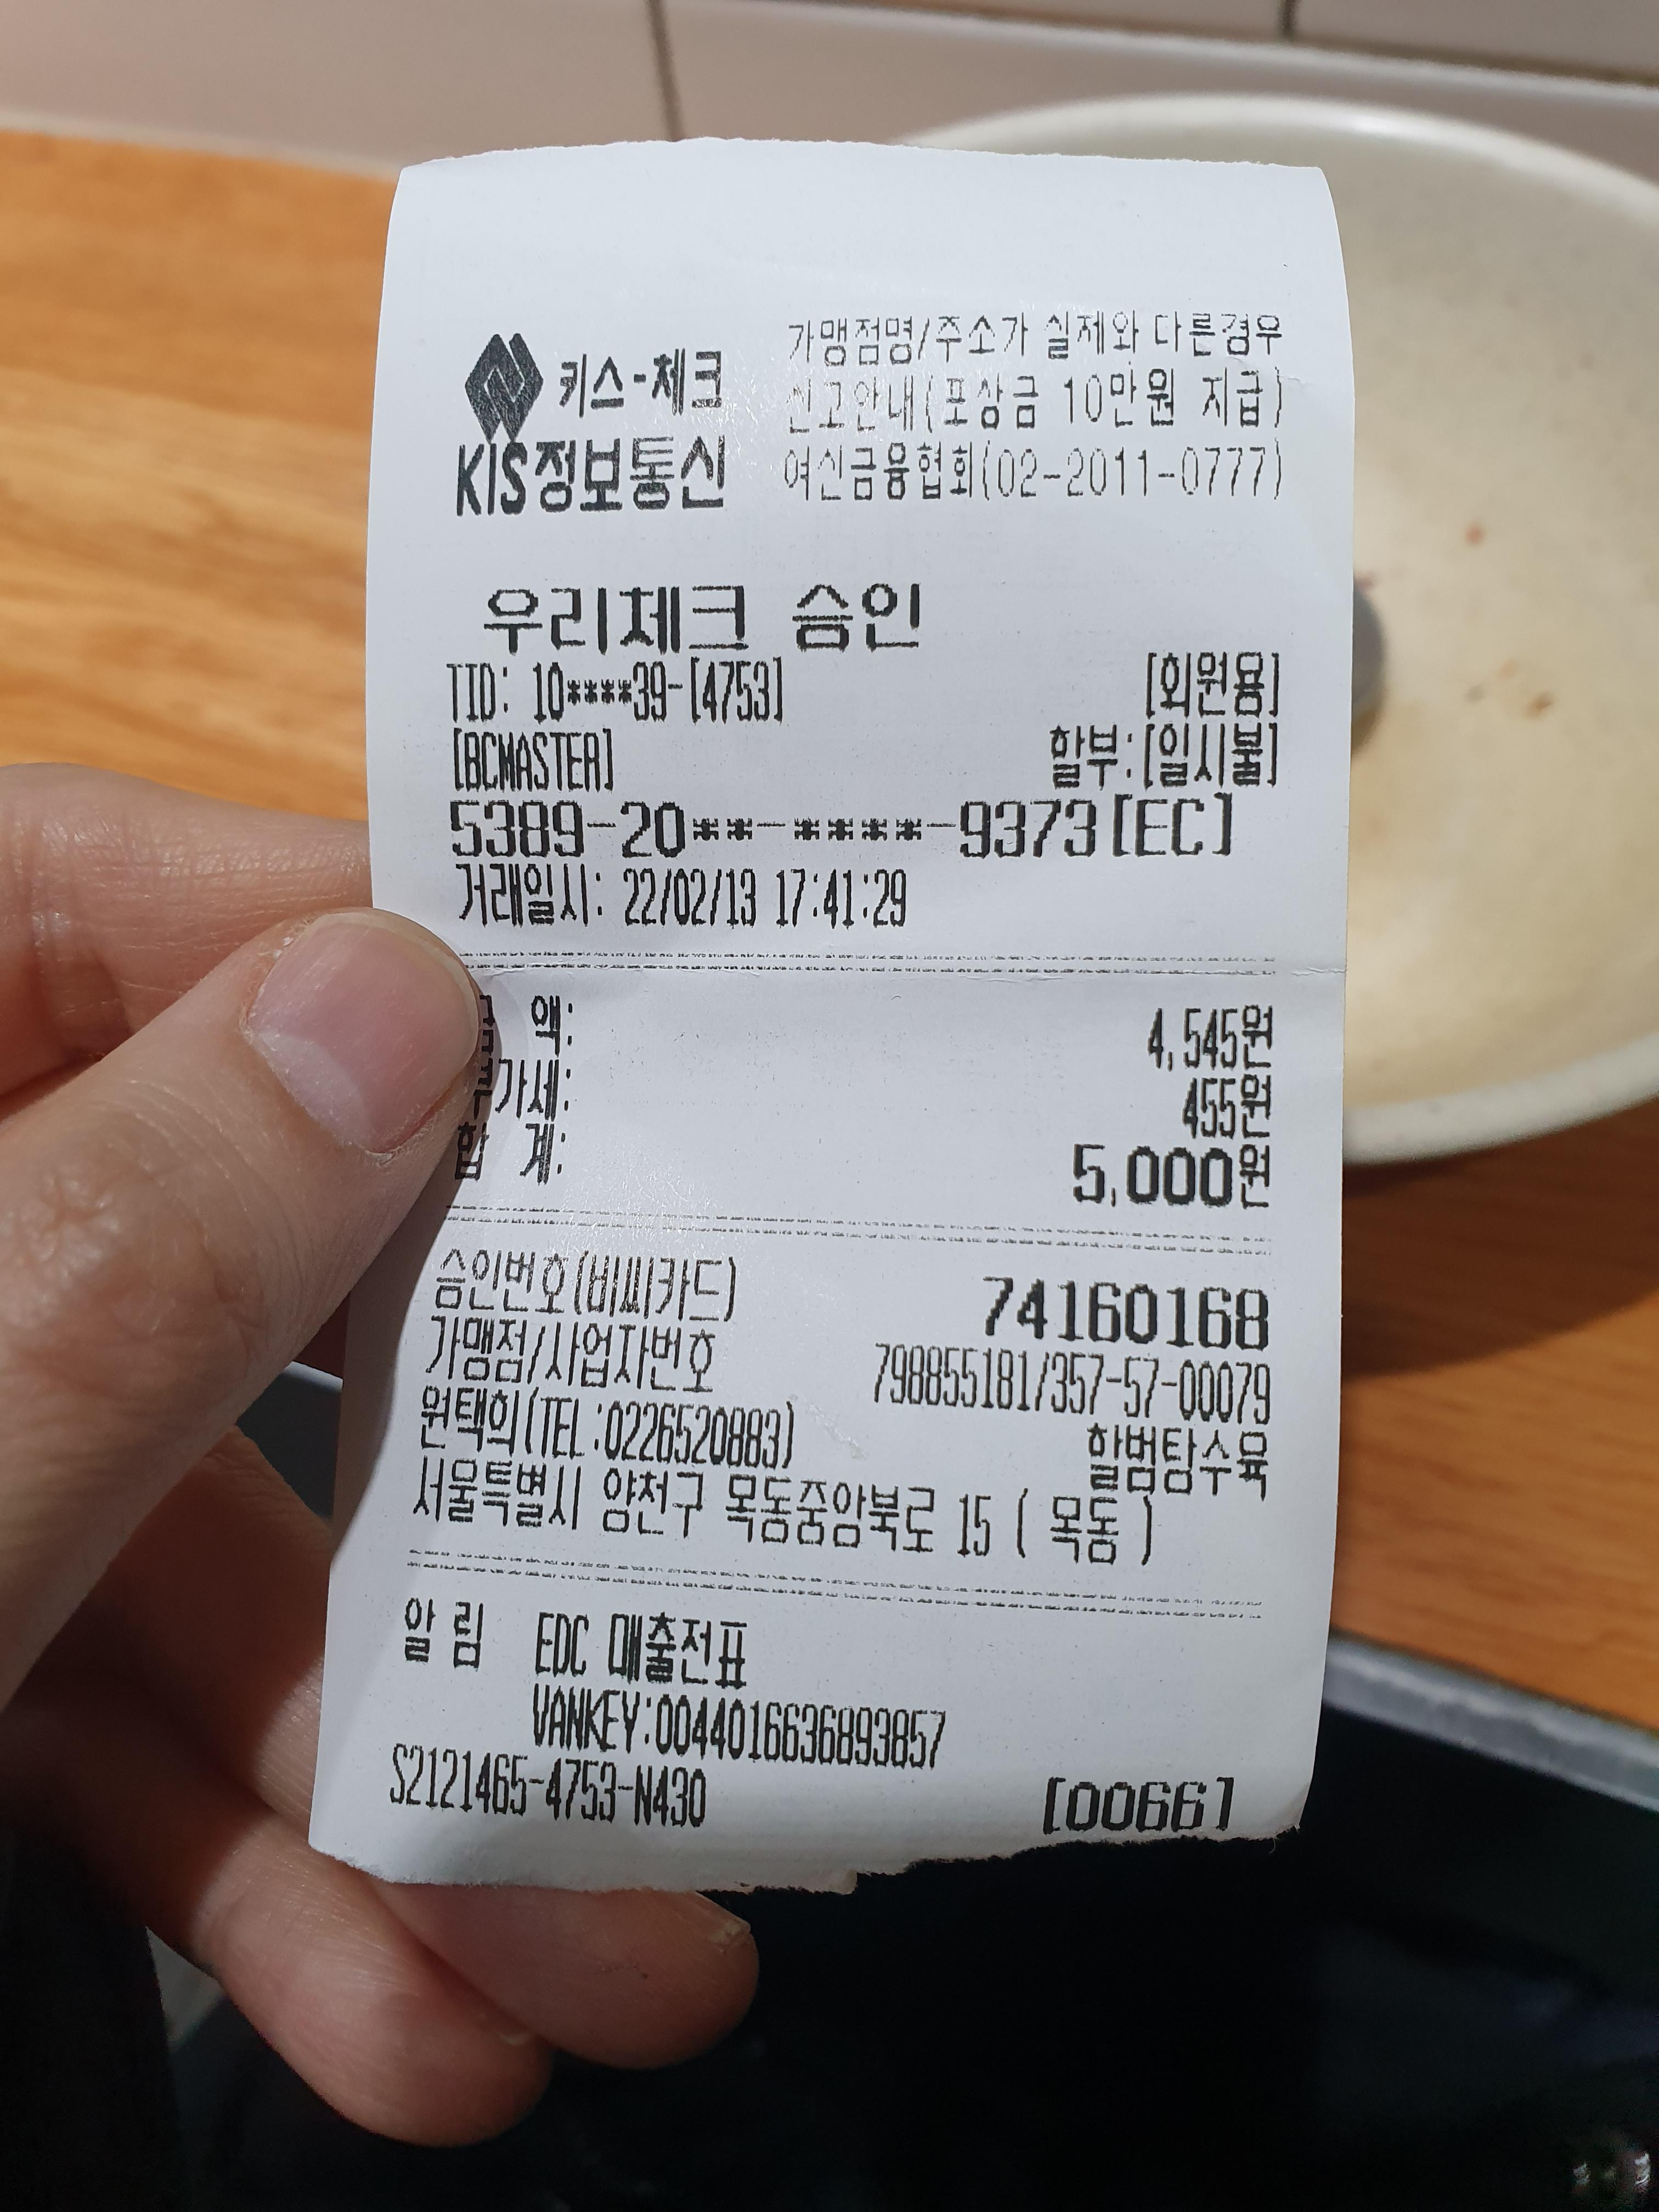 키스-체크
KIS정보통신
가맹점명/주소가 실제와 다른경우
신고안내(포상금 10만원 지급)
여신금융협회(02-2011-0777)
우리체크 승인
TID: 10****39-[4753] [회원용]
[BCMASTER] 할부:[일시불]
5389-20**-****-9373[EC]
거래일시: 22/02/13 17:41:29
금 액: 4,545원
부가세: 455원
합 계: 5,000원
승인번호(비씨카드) 74160168
가맹점/사업자번호 798855181/357-57-00079
원택희(TEL:0226520883) 할범탕수육
서울특별시 양천구 목동중앙북로 15 ( 목동 )
알 림 EDC 매출전표
VANKEY:0044016636893857
S2121465-4753-N430 [0066]